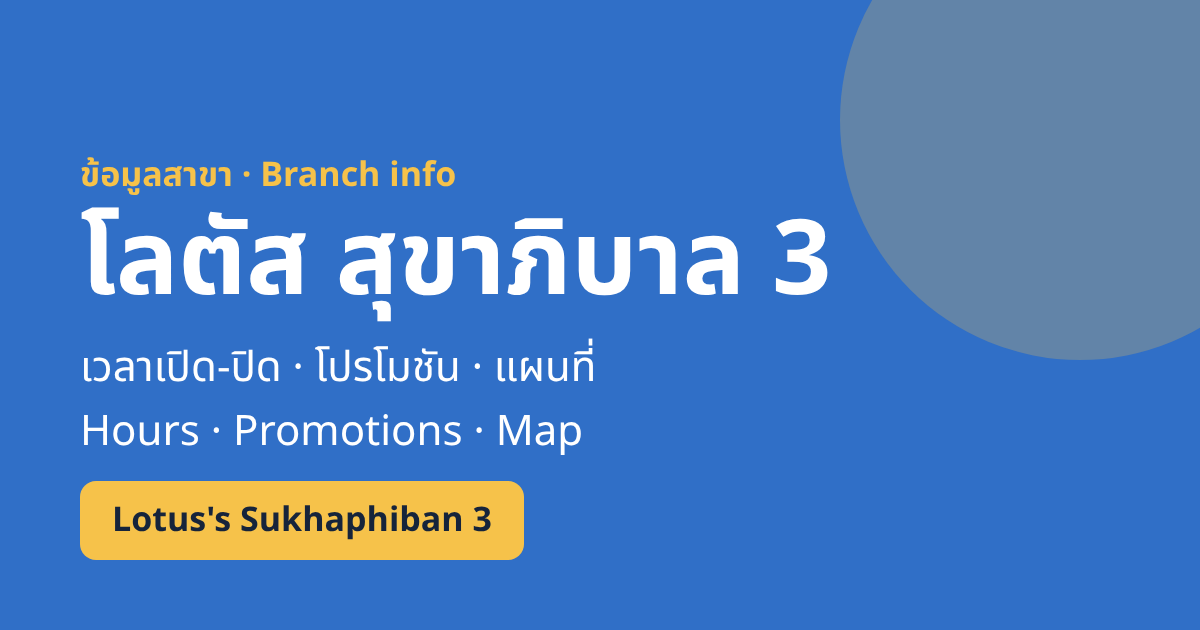 ข้อมูลสาขา · Branch info
โลตัส สุขาภิบาล 3
เวลาเปิด-ปิด · โปรโมชัน · แผนที่
Hours · Promotions · Map
Lotus's Sukhaphiban 3